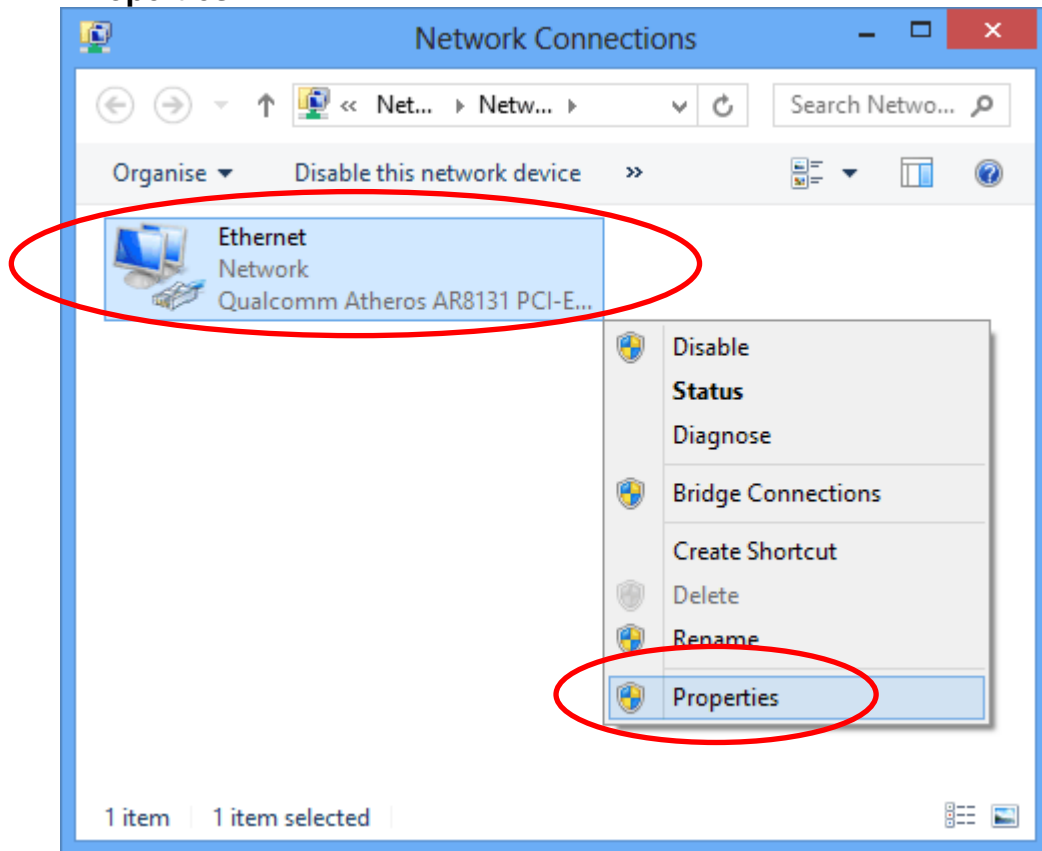 Network Connections
« Net... Netw... Search Netwo...
Organise Disable this network device »
Ethernet
Network
Qualcomm Atheros AR8131 PCI-E...
Disable
Status
Diagnose
Bridge Connections
Create Shortcut
Delete
Rename
Properties
1 item 1 item selected